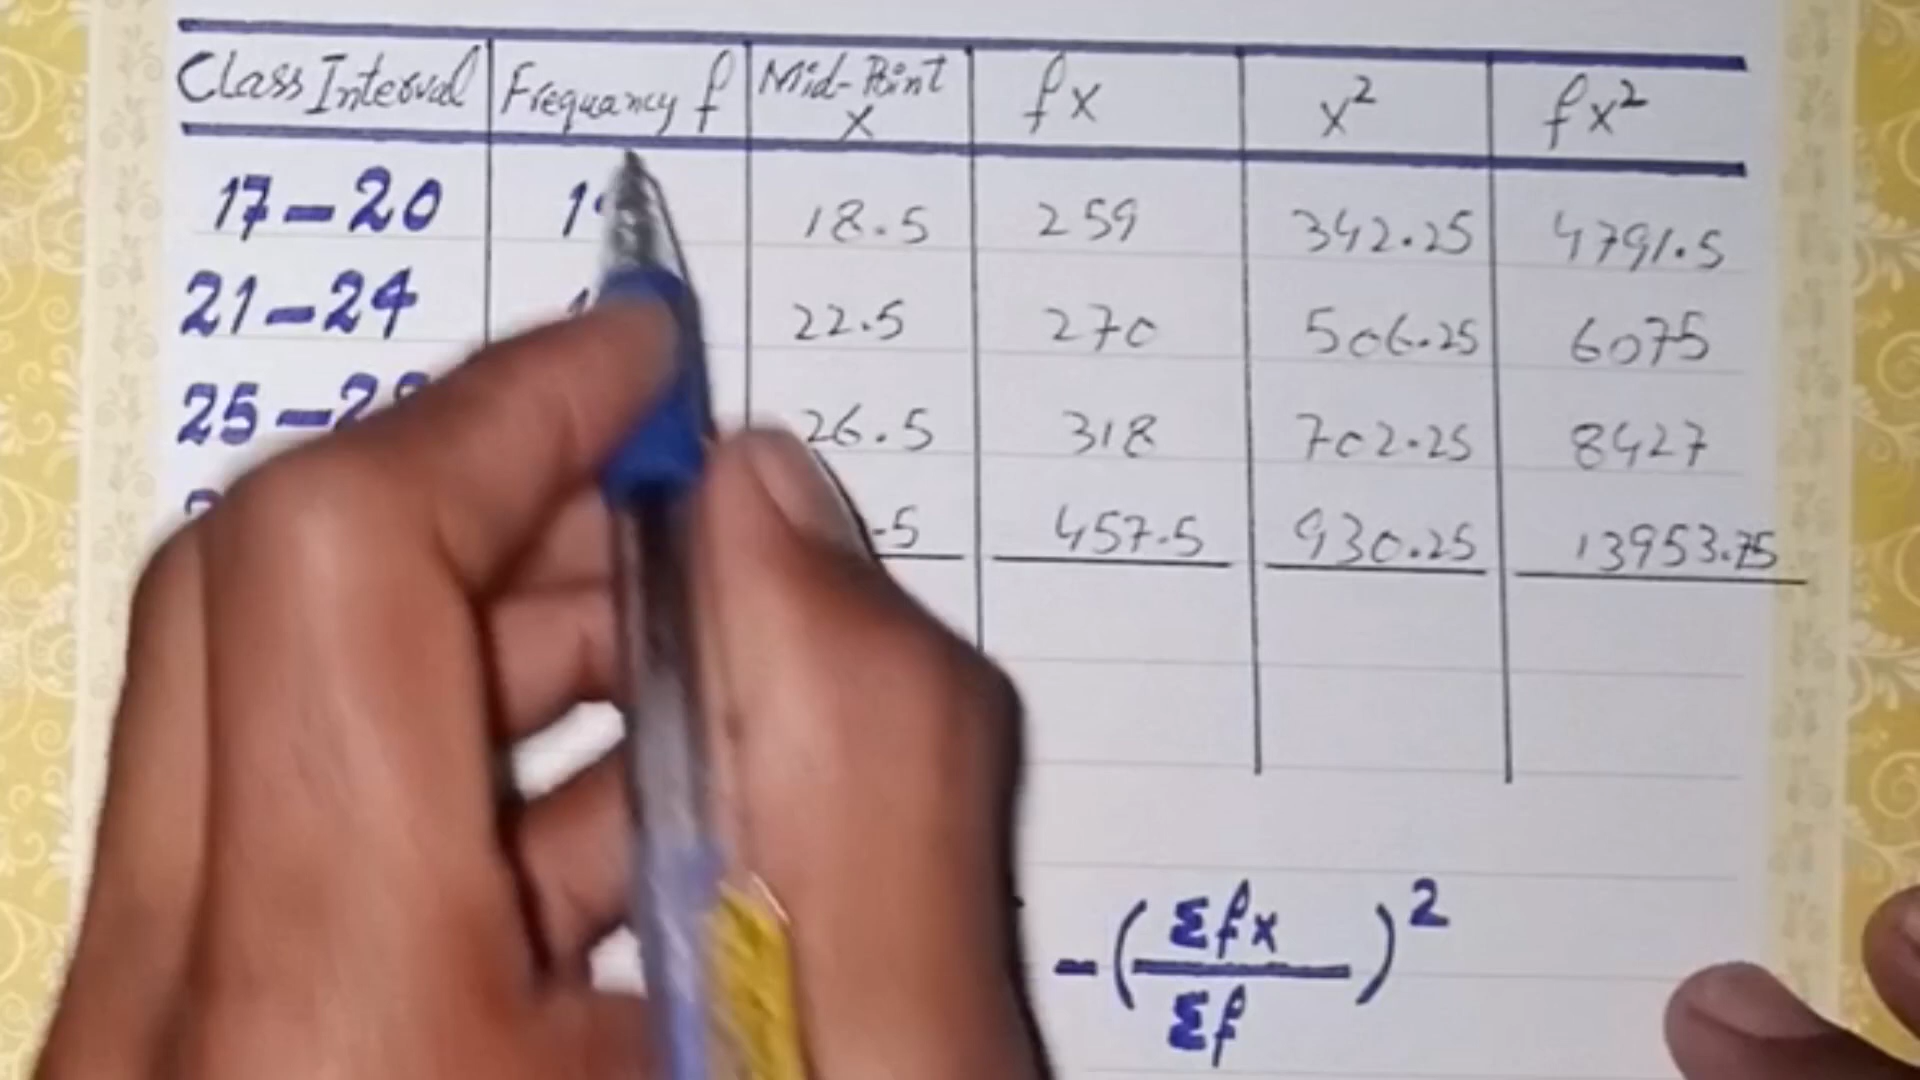 Class Interval Frequancy f Mid-Point x fx x² fx²
17-20 18.5 259 342.25 4791.5
21-24 22.5 270 506.25 6075
25- 26.5 318 702.25 8427
.5 457.5 930.25 13953.75
- (Σfx / Σf)²